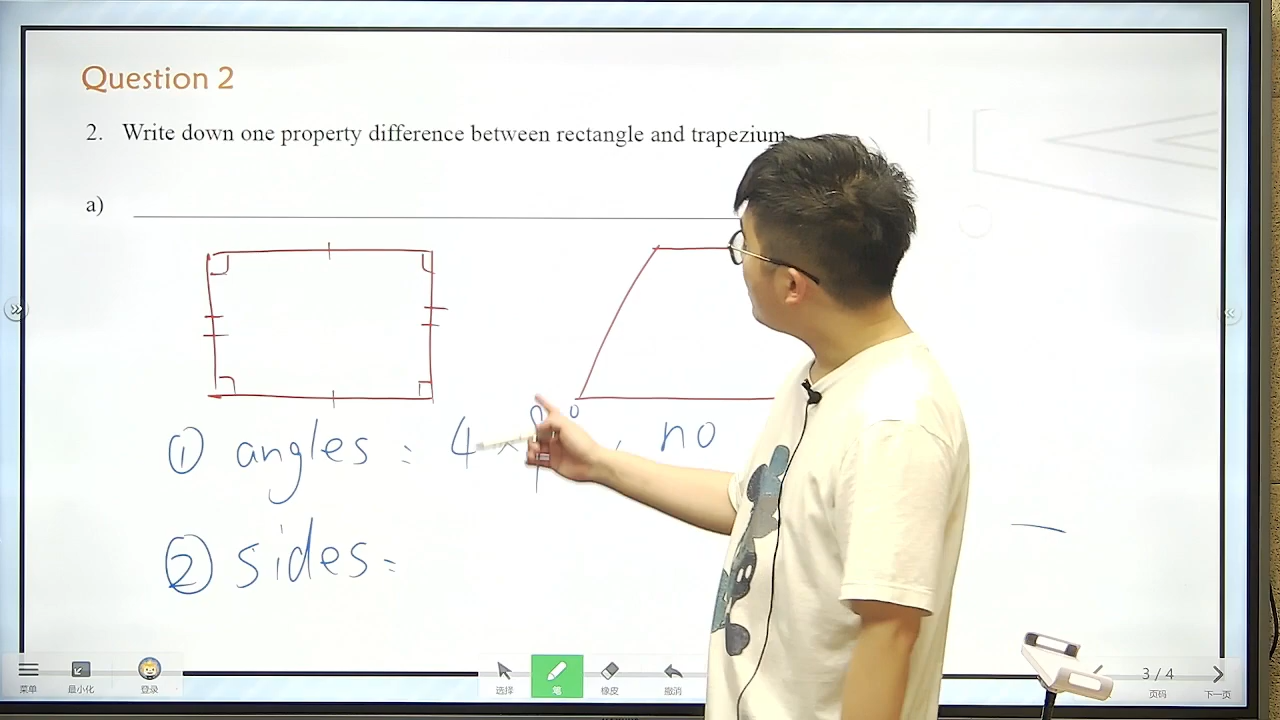 Question 2
2. Write down one property difference between rectangle and trapezium
a)
① angles : 4 × no
② sides :
菜单
最小化
登录
选择
笔
橡皮
撤消
3 / 4
页码
下一页